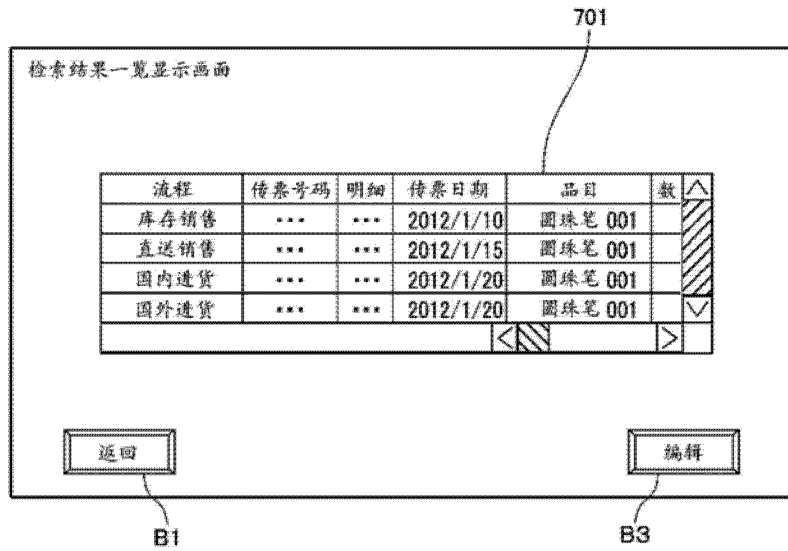 701
检索结果一览显示画面
流程 传票号码 明细 传票日期 品目 数
库存销售 ... ... 2012/1/10 圆珠笔 001
直送销售 ... ... 2012/1/15 圆珠笔 001
国内进货 ... ... 2012/1/20 圆珠笔 001
国外进货 ... ... 2012/1/20 圆珠笔 001
返回 编辑
B1 B3